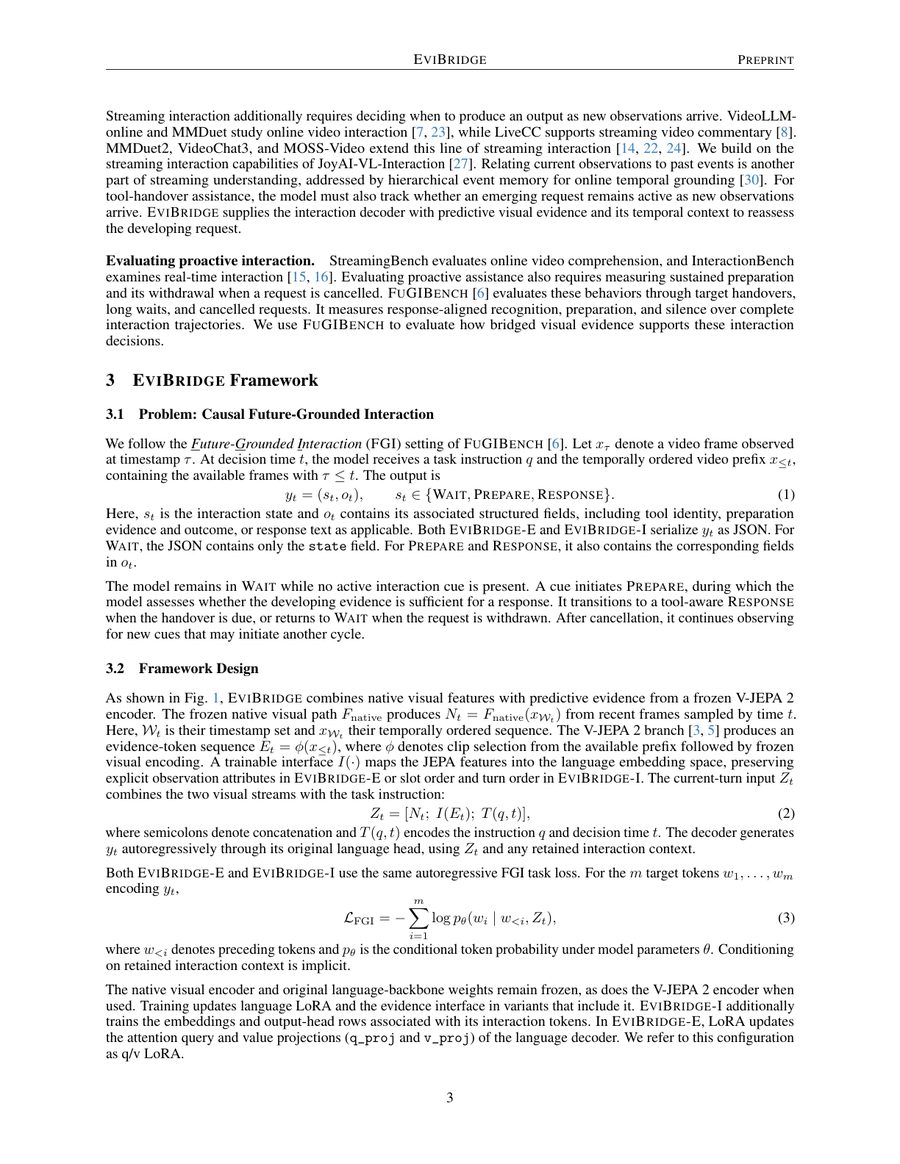 EVIBRIDGE PREPRINT
Streaming interaction additionally requires deciding when to produce an output as new observations arrive. VideoLLM-
online and MMDuet study online video interaction [7, 23], while LiveCC supports streaming video commentary [8].
MMDuet2, VideoChat3, and MOSS-Video extend this line of streaming interaction [14, 22, 24]. We build on the
streaming interaction capabilities of JoyAI-VL-Interaction [27]. Relating current observations to past events is another
part of streaming understanding, addressed by hierarchical event memory for online temporal grounding [30]. For
tool-handover assistance, the model must also track whether an emerging request remains active as new observations
arrive. EVIBRIDGE supplies the interaction decoder with predictive visual evidence and its temporal context to reassess
the developing request.
Evaluating proactive interaction. StreamingBench evaluates online video comprehension, and InteractionBench
examines real-time interaction [15, 16]. Evaluating proactive assistance also requires measuring sustained preparation
and its withdrawal when a request is cancelled. FUGIBENCH [6] evaluates these behaviors through target handovers,
long waits, and cancelled requests. It measures response-aligned recognition, preparation, and silence over complete
interaction trajectories. We use FUGIBENCH to evaluate how bridged visual evidence supports these interaction
decisions.
3 EVIBRIDGE Framework
3.1 Problem: Causal Future-Grounded Interaction
We follow the Future-Grounded Interaction (FGI) setting of FUGIBENCH [6]. Let x_τ denote a video frame observed
at timestamp τ. At decision time t, the model receives a task instruction q and the temporally ordered video prefix x_{≤t},
containing the available frames with τ ≤ t. The output is
y_t = (s_t, o_t), s_t ∈ {WAIT, PREPARE, RESPONSE}. (1)
Here, s_t is the interaction state and o_t contains its associated structured fields, including tool identity, preparation
evidence and outcome, or response text as applicable. Both EVIBRIDGE-E and EVIBRIDGE-I serialize y_t as JSON. For
WAIT, the JSON contains only the state field. For PREPARE and RESPONSE, it also contains the corresponding fields
in o_t.
The model remains in WAIT while no active interaction cue is present. A cue initiates PREPARE, during which the
model assesses whether the developing evidence is sufficient for a response. It transitions to a tool-aware RESPONSE
when the handover is due, or returns to WAIT when the request is withdrawn. After cancellation, it continues observing
for new cues that may initiate another cycle.
3.2 Framework Design
As shown in Fig. 1, EVIBRIDGE combines native visual features with predictive evidence from a frozen V-JEPA 2
encoder. The frozen native visual path F_native produces N_t = F_native(x_{W_t}) from recent frames sampled by time t.
Here, W_t is their timestamp set and x_{W_t} their temporally ordered sequence. The V-JEPA 2 branch [3, 5] produces an
evidence-token sequence E_t = ϕ(x_{≤t}), where ϕ denotes clip selection from the available prefix followed by frozen
visual encoding. A trainable interface I(·) maps the JEPA features into the language embedding space, preserving
explicit observation attributes in EVIBRIDGE-E or slot order and turn order in EVIBRIDGE-I. The current-turn input Z_t
combines the two visual streams with the task instruction:
Z_t = [N_t; I(E_t); T(q, t)], (2)
where semicolons denote concatenation and T(q, t) encodes the instruction q and decision time t. The decoder generates
y_t autoregressively through its original language head, using Z_t and any retained interaction context.
Both EVIBRIDGE-E and EVIBRIDGE-I use the same autoregressive FGI task loss. For the m target tokens w_1, . . . , w_m
encoding y_t,
L_FGI = − ∑_{i=1}^{m} log p_θ(w_i | w_{<i}, Z_t), (3)
where w_{<i} denotes preceding tokens and p_θ is the conditional token probability under model parameters θ. Conditioning
on retained interaction context is implicit.
The native visual encoder and original language-backbone weights remain frozen, as does the V-JEPA 2 encoder when
used. Training updates language LoRA and the evidence interface in variants that include it. EVIBRIDGE-I additionally
trains the embeddings and output-head rows associated with its interaction tokens. In EVIBRIDGE-E, LoRA updates
the attention query and value projections (q_proj and v_proj) of the language decoder. We refer to this configuration
as q/v LoRA.
3